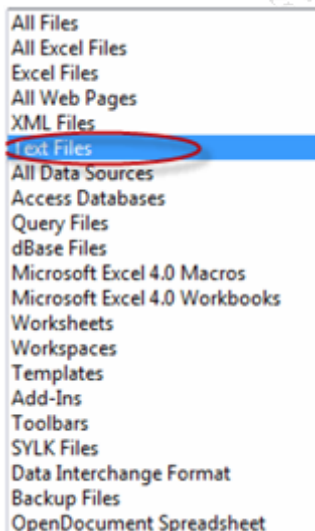 All Files
All Excel Files
Excel Files
All Web Pages
XML Files
Text Files
All Data Sources
Access Databases
Query Files
dBase Files
Microsoft Excel 4.0 Macros
Microsoft Excel 4.0 Workbooks
Worksheets
Workspaces
Templates
Add-Ins
Toolbars
SYLK Files
Data Interchange Format
Backup Files
OpenDocument Spreadsheet